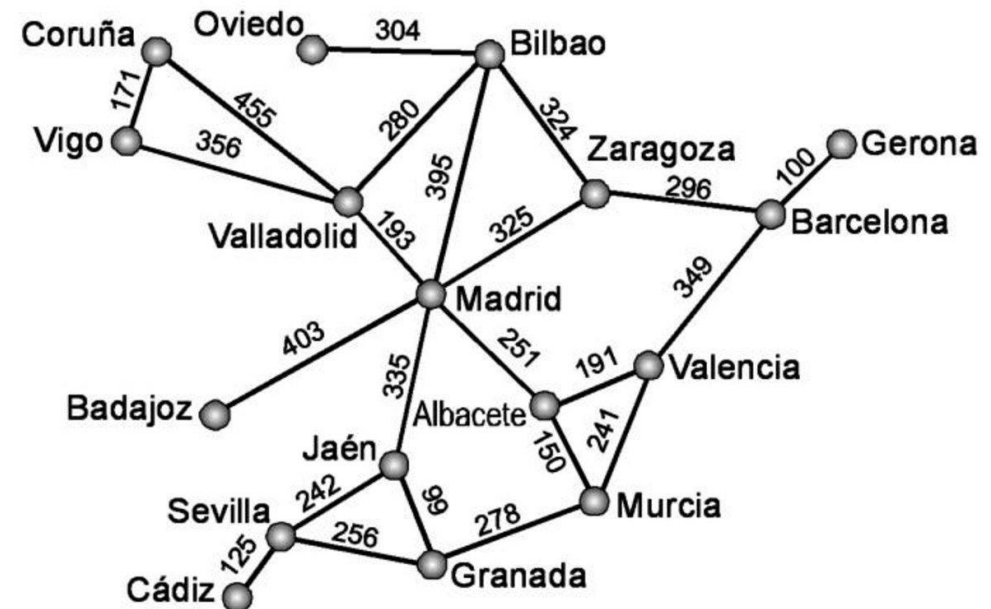 Oviedo
304
Coruña
Bilbao
171
455
280
324
Vigo
356
395
Zaragoza
100
Gerona
296
Valladolid
193
325
Barcelona
349
Madrid
403
251
335
191
Valencia
Badajoz
Albacete
241
150
Jaén
242
99
Sevilla
278
Murcia
256
125
Cádiz
Granada